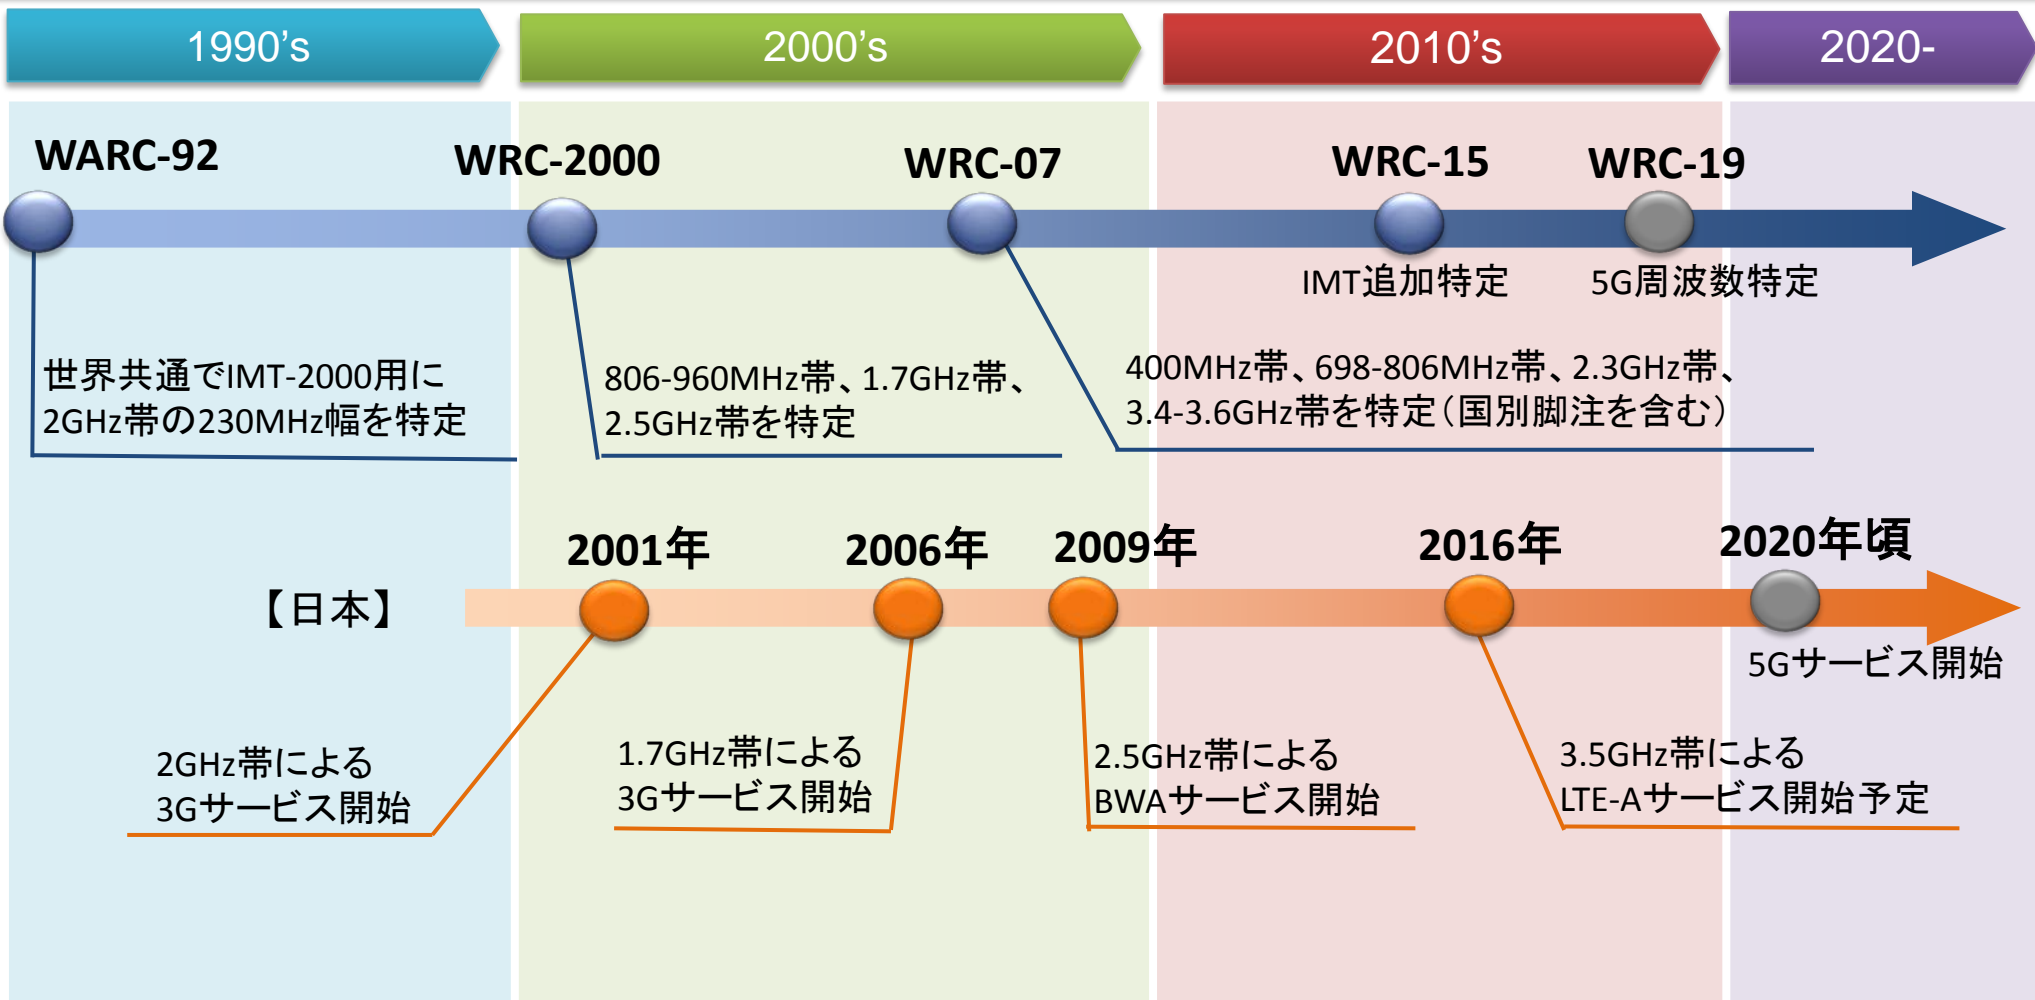 1990's
2000's
2010's
2020-
WARC-92
WRC-2000
WRC-07
WRC-15
WRC-19
IMT追加特定
5G周波数特定
世界共通でIMT-2000用に
2GHz帯の230MHz幅を特定
806-960MHz帯、1.7GHz帯、
2.5GHz帯を特定
400MHz帯、698-806MHz帯、2.3GHz帯、
3.4-3.6GHz帯を特定（国別脚注を含む）
【日本】
2001年
2006年
2009年
2016年
2020年頃
5Gサービス開始
2GHz帯による
3Gサービス開始
1.7GHz帯による
3Gサービス開始
2.5GHz帯による
BWAサービス開始
3.5GHz帯による
LTE-Aサービス開始予定